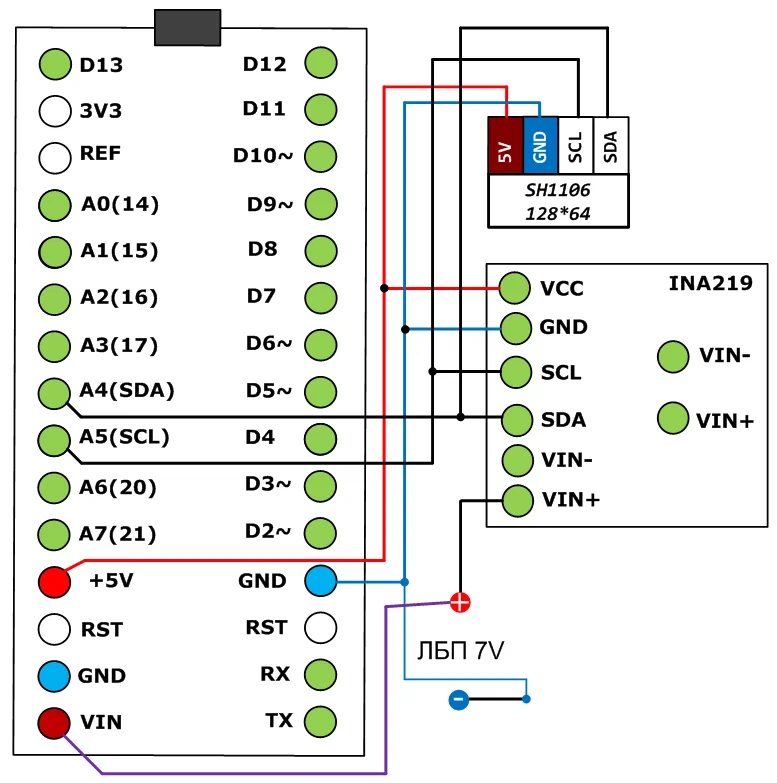 D13 D12
3V3 D11
REF D10~
A0(14) D9~
A1(15) D8
A2(16) D7
A3(17) D6~
A4(SDA) D5~
A5(SCL) D4
A6(20) D3~
A7(21) D2~
+5V GND
RST RST
GND RX
VIN TX
5V GND SCL SDA
SH1106
128*64
INA219
VCC
GND
SCL
SDA
VIN-
VIN+
VIN-
VIN+
+
ЛБП 7V
-